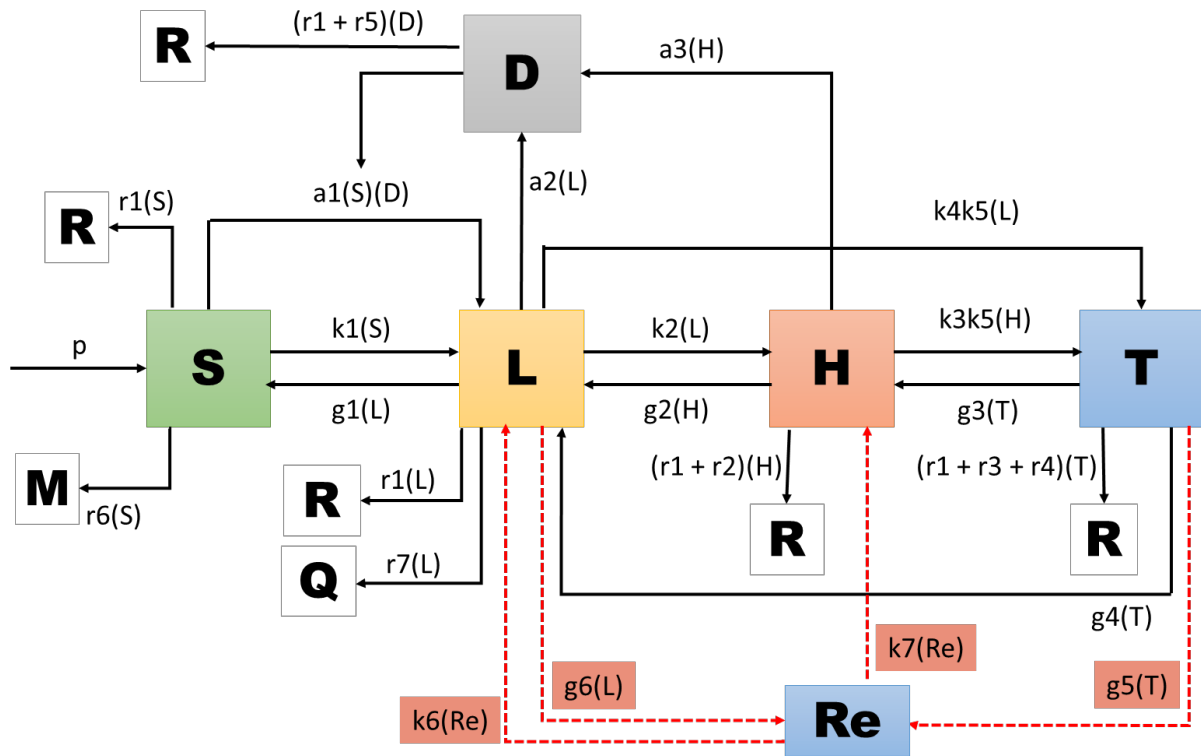 (r1 + r5)(D)
R
D
a3(H)
r1(S)
R
a1(S)(D)
a2(L)
k4k5(L)
p
S
k1(S)
g1(L)
L
k2(L)
g2(H)
H
k3k5(H)
g3(T)
T
M
r6(S)
R
r1(L)
Q
r7(L)
(r1 + r2)(H)
R
(r1 + r3 + r4)(T)
R
g4(T)
k6(Re)
g6(L)
k7(Re)
g5(T)
Re